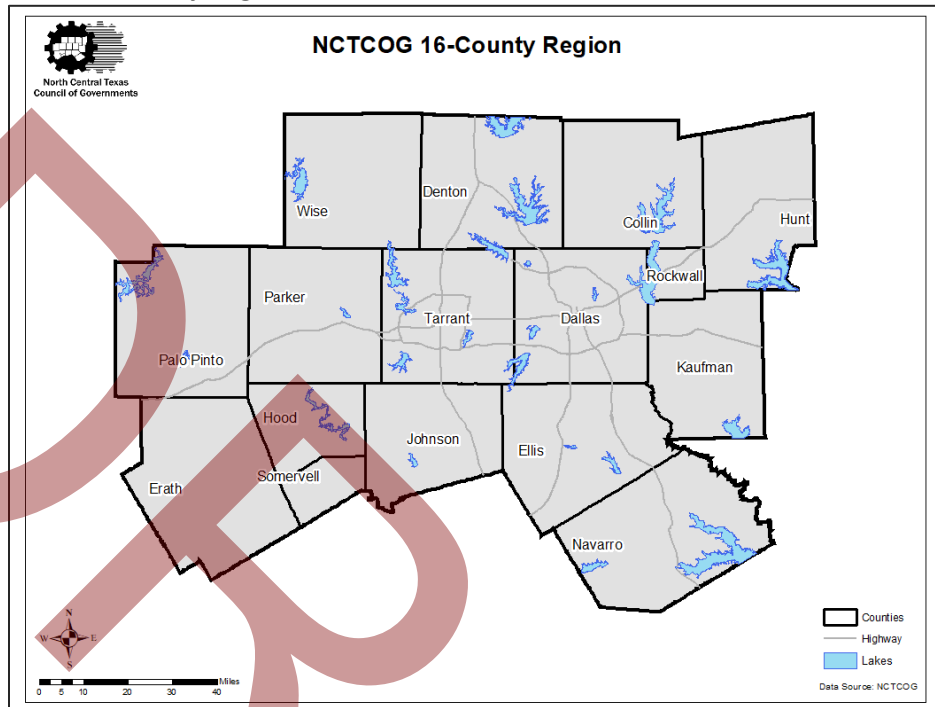 NCTCOG 16-County Region
North Central Texas
Council of Governments
Wise
Denton
Collin
Hunt
Rockwall
Parker
Tarrant
Dallas
Palo Pinto
Kaufman
Hood
Johnson
Ellis
Erath
Somervell
Navarro
N
W E
S
Counties
Highway
Lakes
Miles
0 5 10 20 30 40
Data Source: NCTCOG